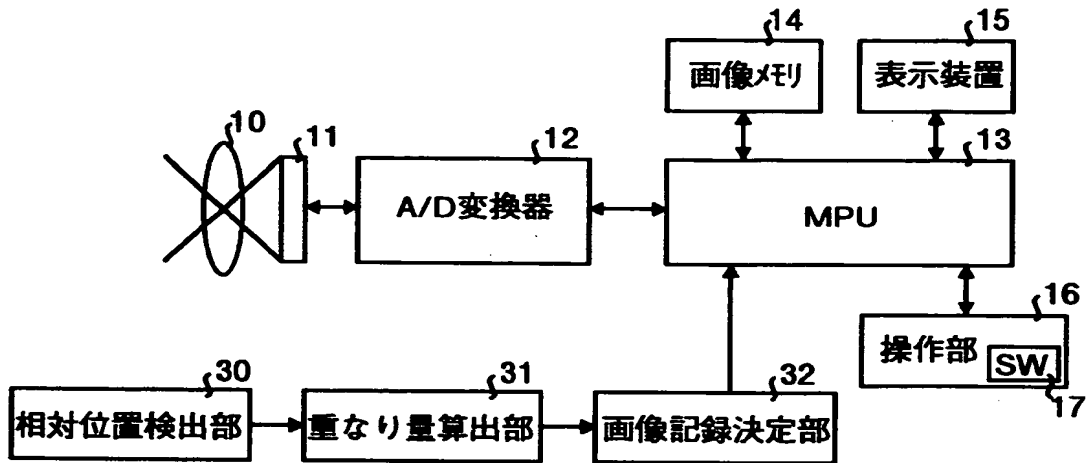 14
画像メモリ
15
表示装置
10
11
12
A/D変換器
13
MPU
16
操作部
SW
17
30
相対位置検出部
31
重なり量算出部
32
画像記録決定部